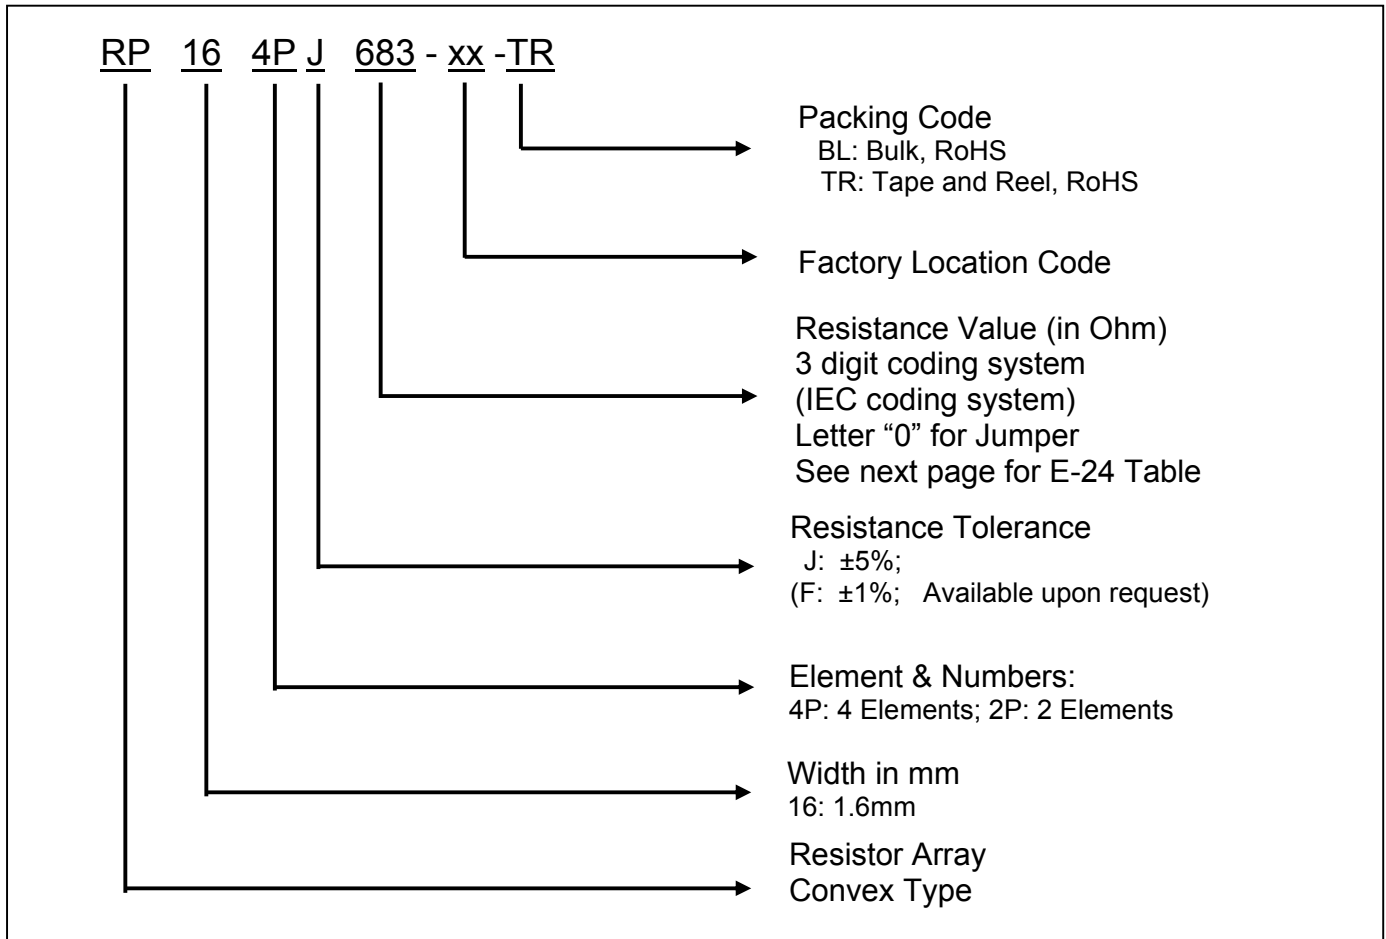 RP 16 4P J 683 - xx -TR
Packing Code
BL: Bulk, RoHS
TR: Tape and Reel, RoHS
Factory Location Code
Resistance Value (in Ohm)
3 digit coding system
(IEC coding system)
Letter “0” for Jumper
See next page for E-24 Table
Resistance Tolerance
J: ±5%;
(F: ±1%; Available upon request)
Element & Numbers:
4P: 4 Elements; 2P: 2 Elements
Width in mm
16: 1.6mm
Resistor Array
Convex Type